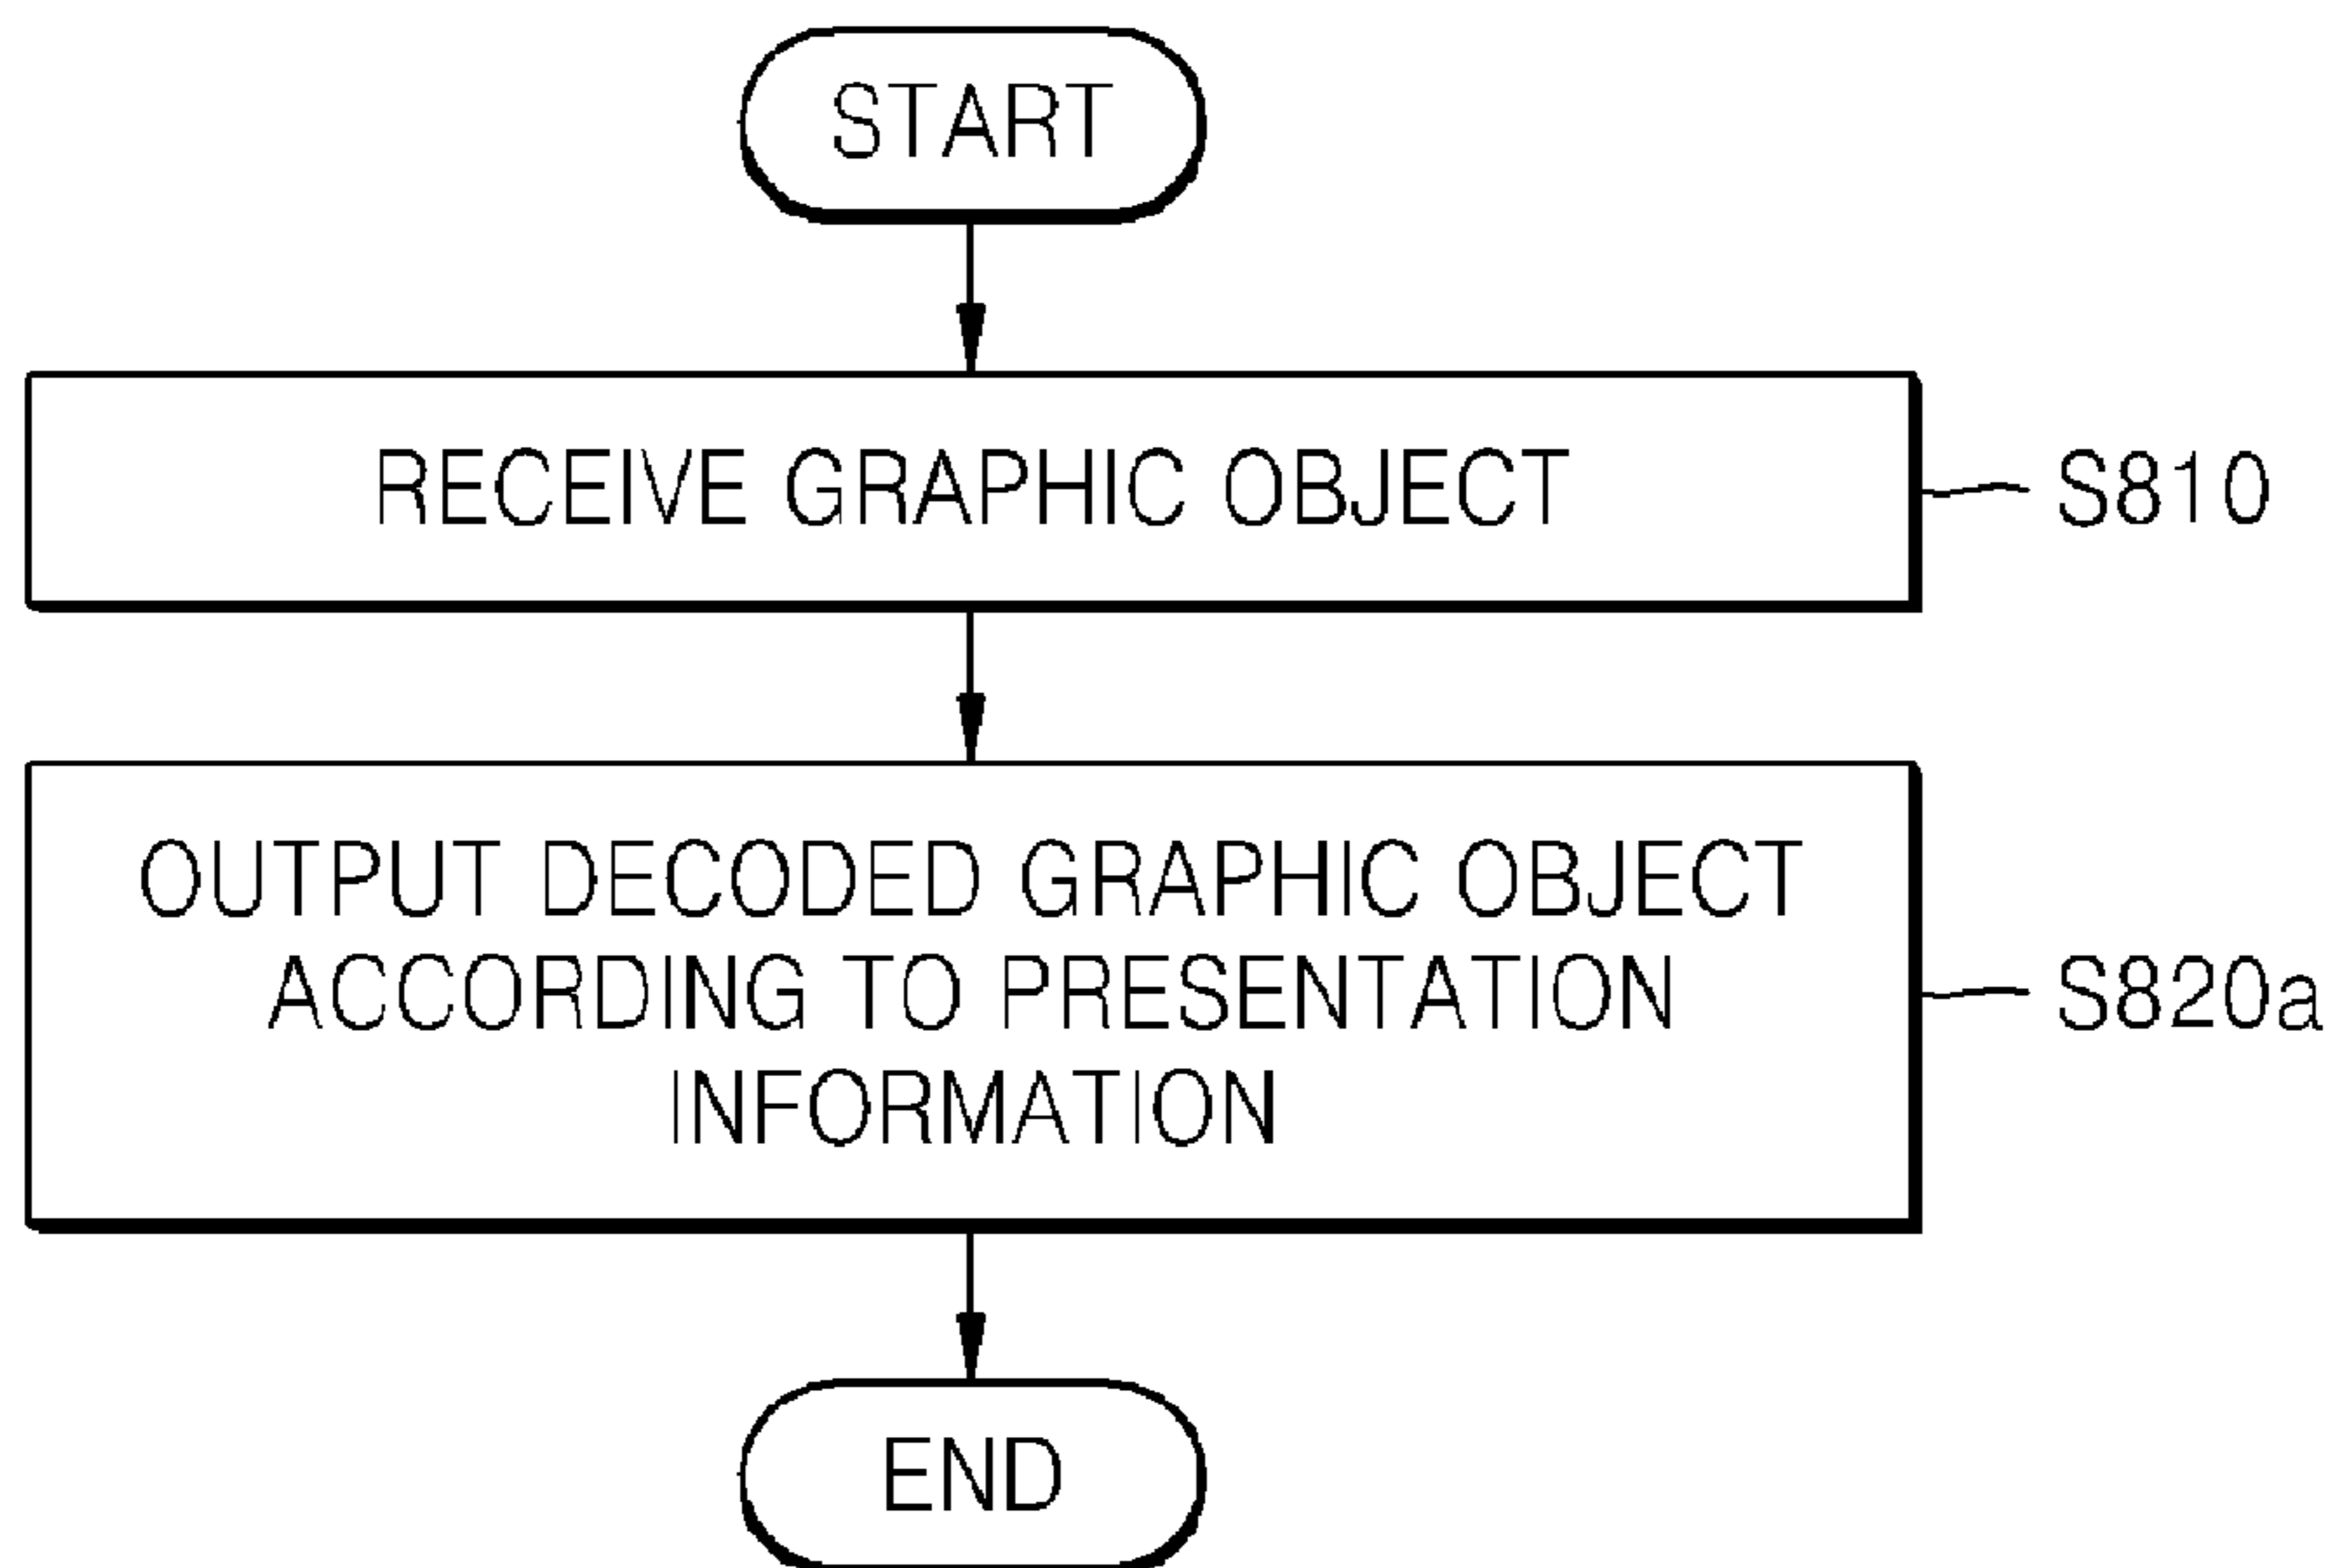 START
RECEIVE GRAPHIC OBJECT
S810
OUTPUT DECODED GRAPHIC OBJECT
ACCORDING TO PRESENTATION
INFORMATION
S820a
END